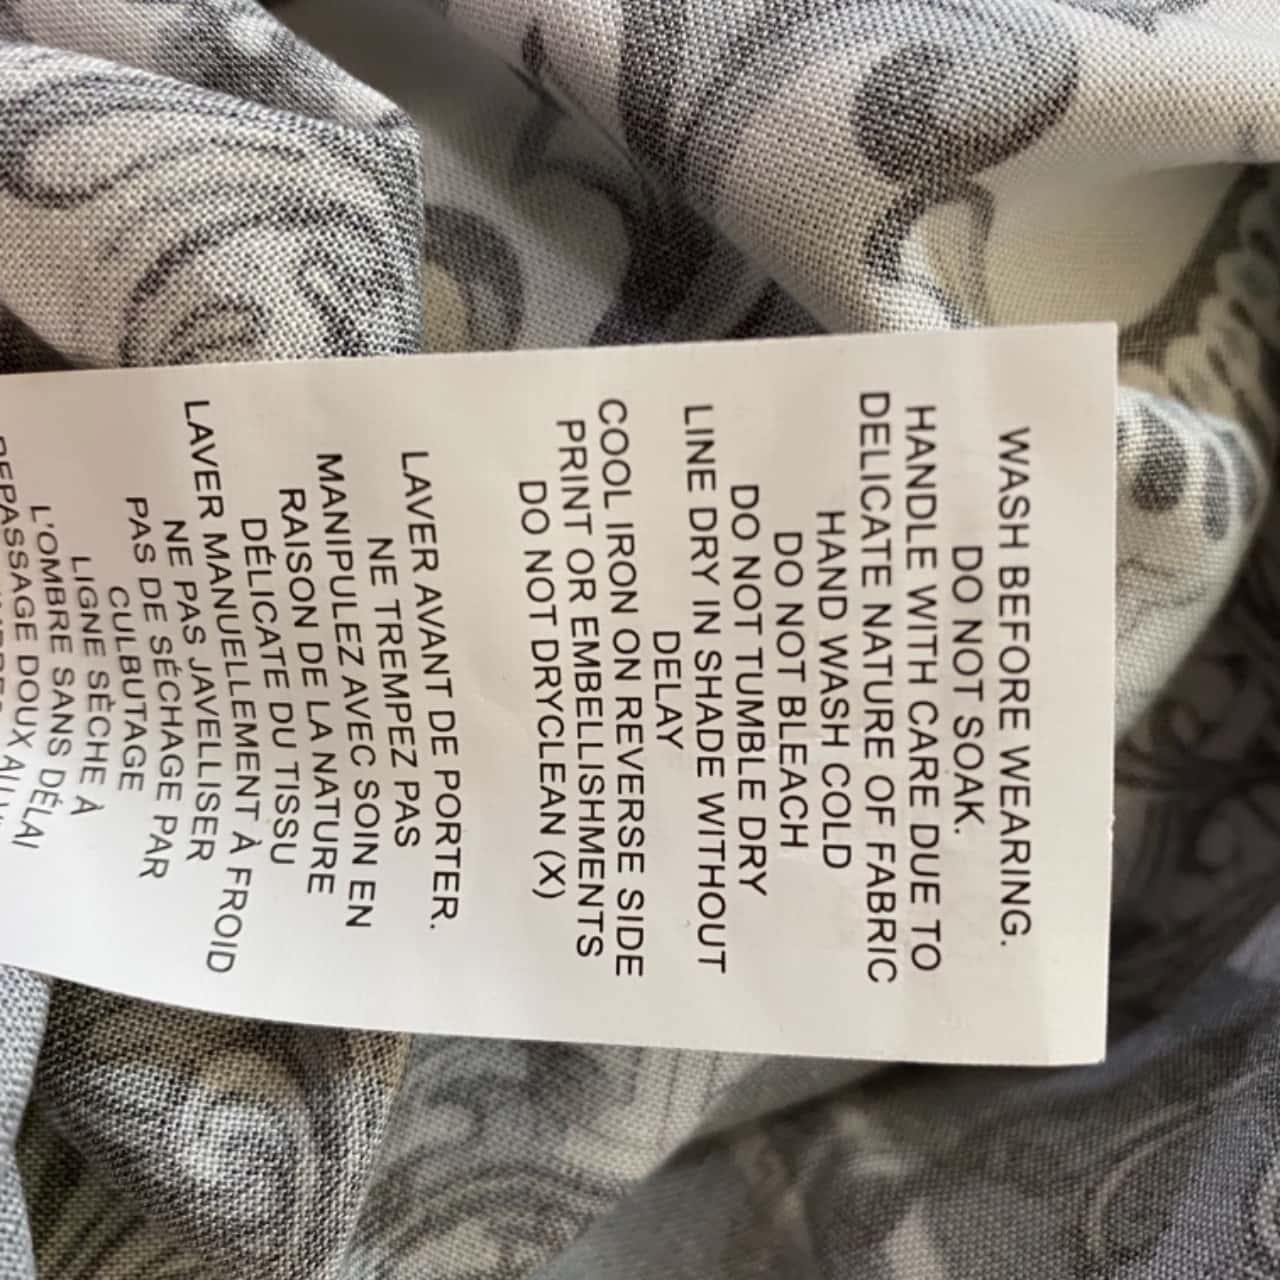 WASH BEFORE WEARING.
DO NOT SOAK.
HANDLE WITH CARE DUE TO
DELICATE NATURE OF FABRIC
HAND WASH COLD
DO NOT BLEACH
DO NOT TUMBLE DRY
LINE DRY IN SHADE WITHOUT
DELAY
COOL IRON ON REVERSE SIDE
PRINT OR EMBELLISHMENTS
DO NOT DRYCLEAN (X)
LAVER AVANT DE PORTER.
NE TREMPEZ PAS
MANIPULEZ AVEC SOIN EN
RAISON DE LA NATURE
DÉLICATE DU TISSU
LAVER MANUELLEMENT À FROID
NE PAS JAVELLISER
PAS DE SÉCHAGE PAR
CULBUTAGE
LIGNE SÈCHE À
L'OMBRE SANS DÉLAI
REPASSAGE DOUX